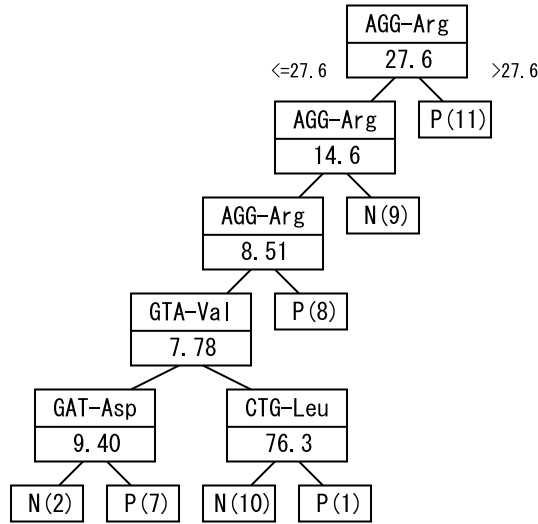 AGG-Arg
27.6
<=27.6
>27.6
AGG-Arg
14.6
P(11)
AGG-Arg
8.51
N(9)
GTA-Val
7.78
P(8)
GAT-Asp
9.40
CTG-Leu
76.3
N(2)
P(7)
N(10)
P(1)